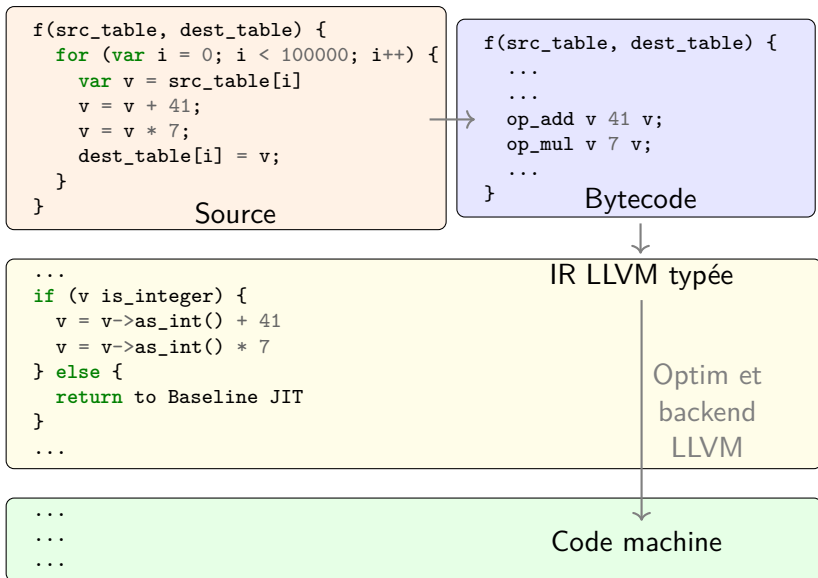 f(src_table, dest_table) {
  for (var i = 0; i < 100000; i++) {
    var v = src_table[i]
    v = v + 41;
    v = v * 7;
    dest_table[i] = v;
  }
}
Source
f(src_table, dest_table) {
  ...
  ...
  op_add v 41 v;
  op_mul v 7 v;
  ...
}
Bytecode
IR LLVM typée
...
if (v is_integer) {
  v = v->as_int() + 41
  v = v->as_int() * 7
} else {
  return to Baseline JIT
}
...
Optim et
backend
LLVM
...
...
...
Code machine